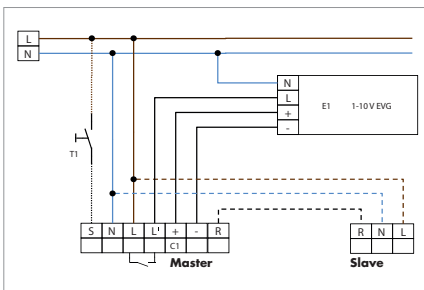 L
N
N
L
+
-
E1 1-10 V EVG
T1
S N L L' + - R
C1
Master
R N L
Slave